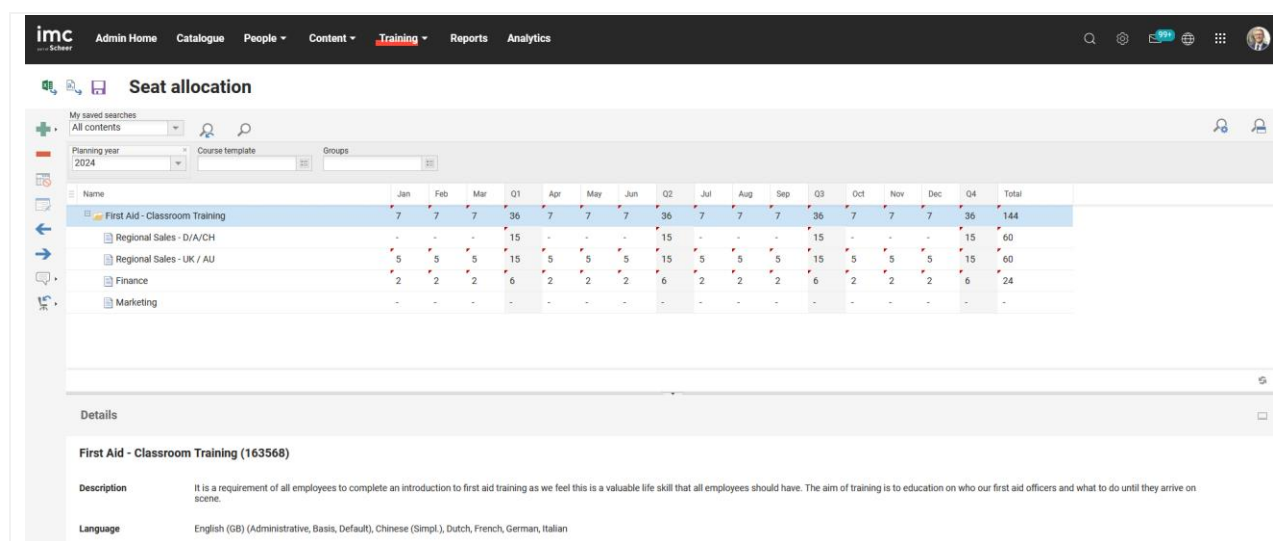 imc
Scheer
Admin Home Catalogue People Content Training Reports Analytics
99+
Seat allocation
My saved searches
All contents
Planning year Course template Groups
2024
Name Jan Feb Mar Q1 Apr May Jun Q2 Jul Aug Sep Q3 Oct Nov Dec Q4 Total
First Aid - Classroom Training 7 7 7 36 7 7 7 36 7 7 7 36 7 7 7 36 144
Regional Sales - D/A/CH - - - 15 - - - 15 - - - 15 - - - 15 60
Regional Sales - UK / AU 5 5 5 15 5 5 5 15 5 5 5 15 5 5 5 15 60
Finance 2 2 2 6 2 2 2 6 2 2 2 6 2 2 2 6 24
Marketing - - - - - - - - - - - - - - - - -
Details
First Aid - Classroom Training (163568)
Description It is a requirement of all employees to complete an introduction to first aid training as we feel this is a valuable life skill that all employees should have. The aim of training is to education on who our first aid officers and what to do until they arrive on
scene.
Language English (GB) (Administrative, Basis, Default), Chinese (Simpl.), Dutch, French, German, Italian